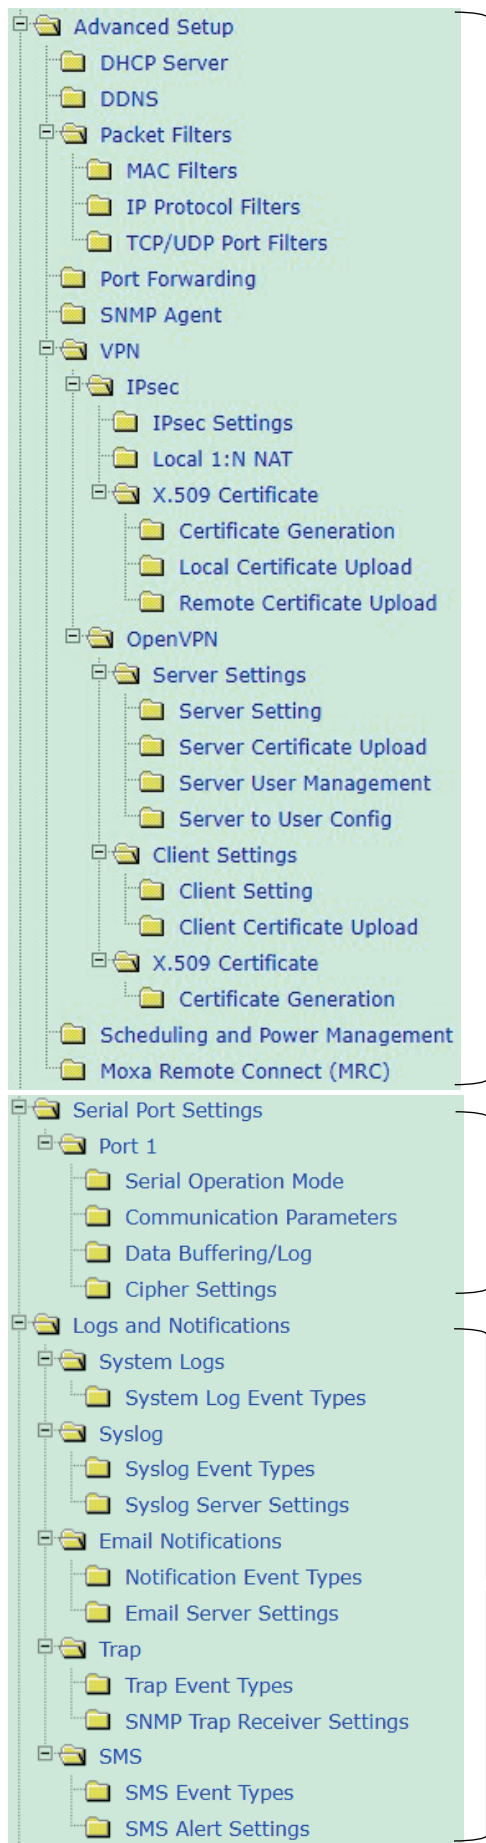 Advanced Setup
DHCP Server
DDNS
Packet Filters
MAC Filters
IP Protocol Filters
TCP/UDP Port Filters
Port Forwarding
SNMP Agent
VPN
IPsec
IPsec Settings
Local 1:N NAT
X.509 Certificate
Certificate Generation
Local Certificate Upload
Remote Certificate Upload
OpenVPN
Server Settings
Server Setting
Server Certificate Upload
Server User Management
Server to User Config
Client Settings
Client Setting
Client Certificate Upload
X.509 Certificate
Certificate Generation
Scheduling and Power Management
Moxa Remote Connect (MRC)
Serial Port Settings
Port 1
Serial Operation Mode
Communication Parameters
Data Buffering/Log
Cipher Settings
Logs and Notifications
System Logs
System Log Event Types
Syslog
Syslog Event Types
Syslog Server Settings
Email Notifications
Notification Event Types
Email Server Settings
Trap
Trap Event Types
SNMP Trap Receiver Settings
SMS
SMS Event Types
SMS Alert Settings